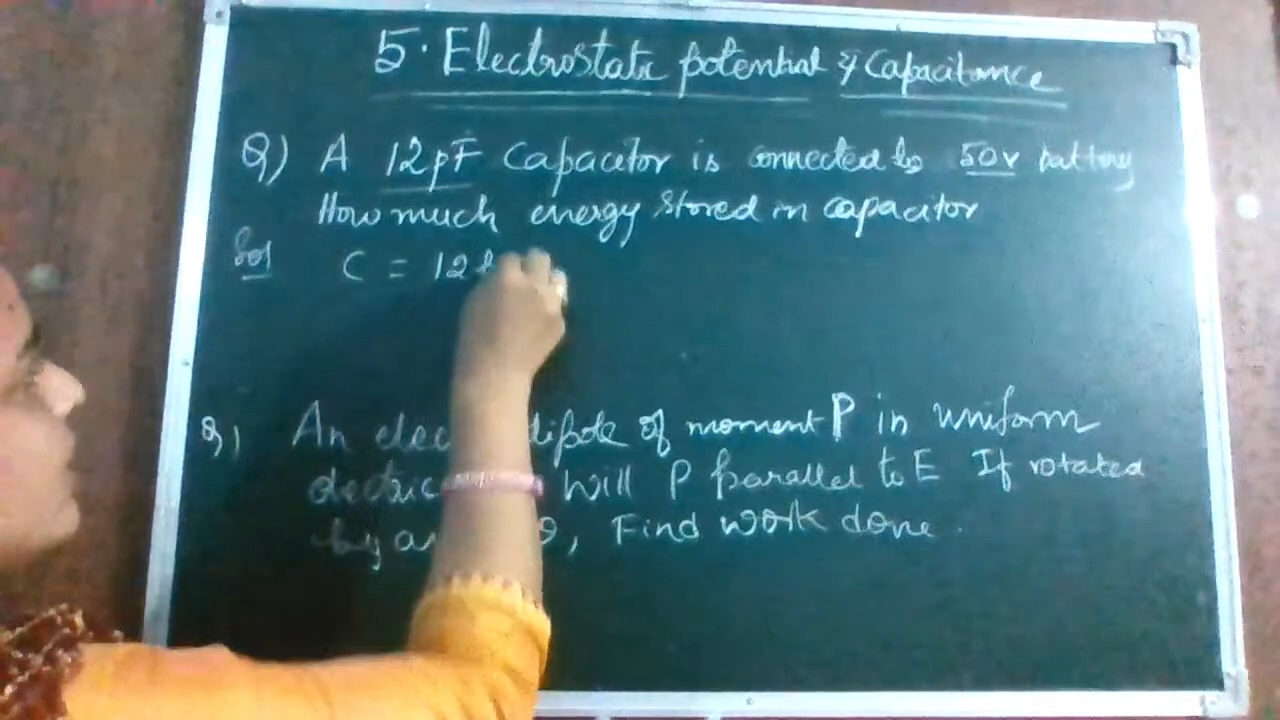 5. Electrostatic potential & Capacitance
Q) A 12pF Capacitor is connected to 50V battery
How much energy stored in capacitor
Sol C = 12
Q) An elec dipole of moment P in uniform
electric will P parallel to E If rotated
by θ, Find work done.